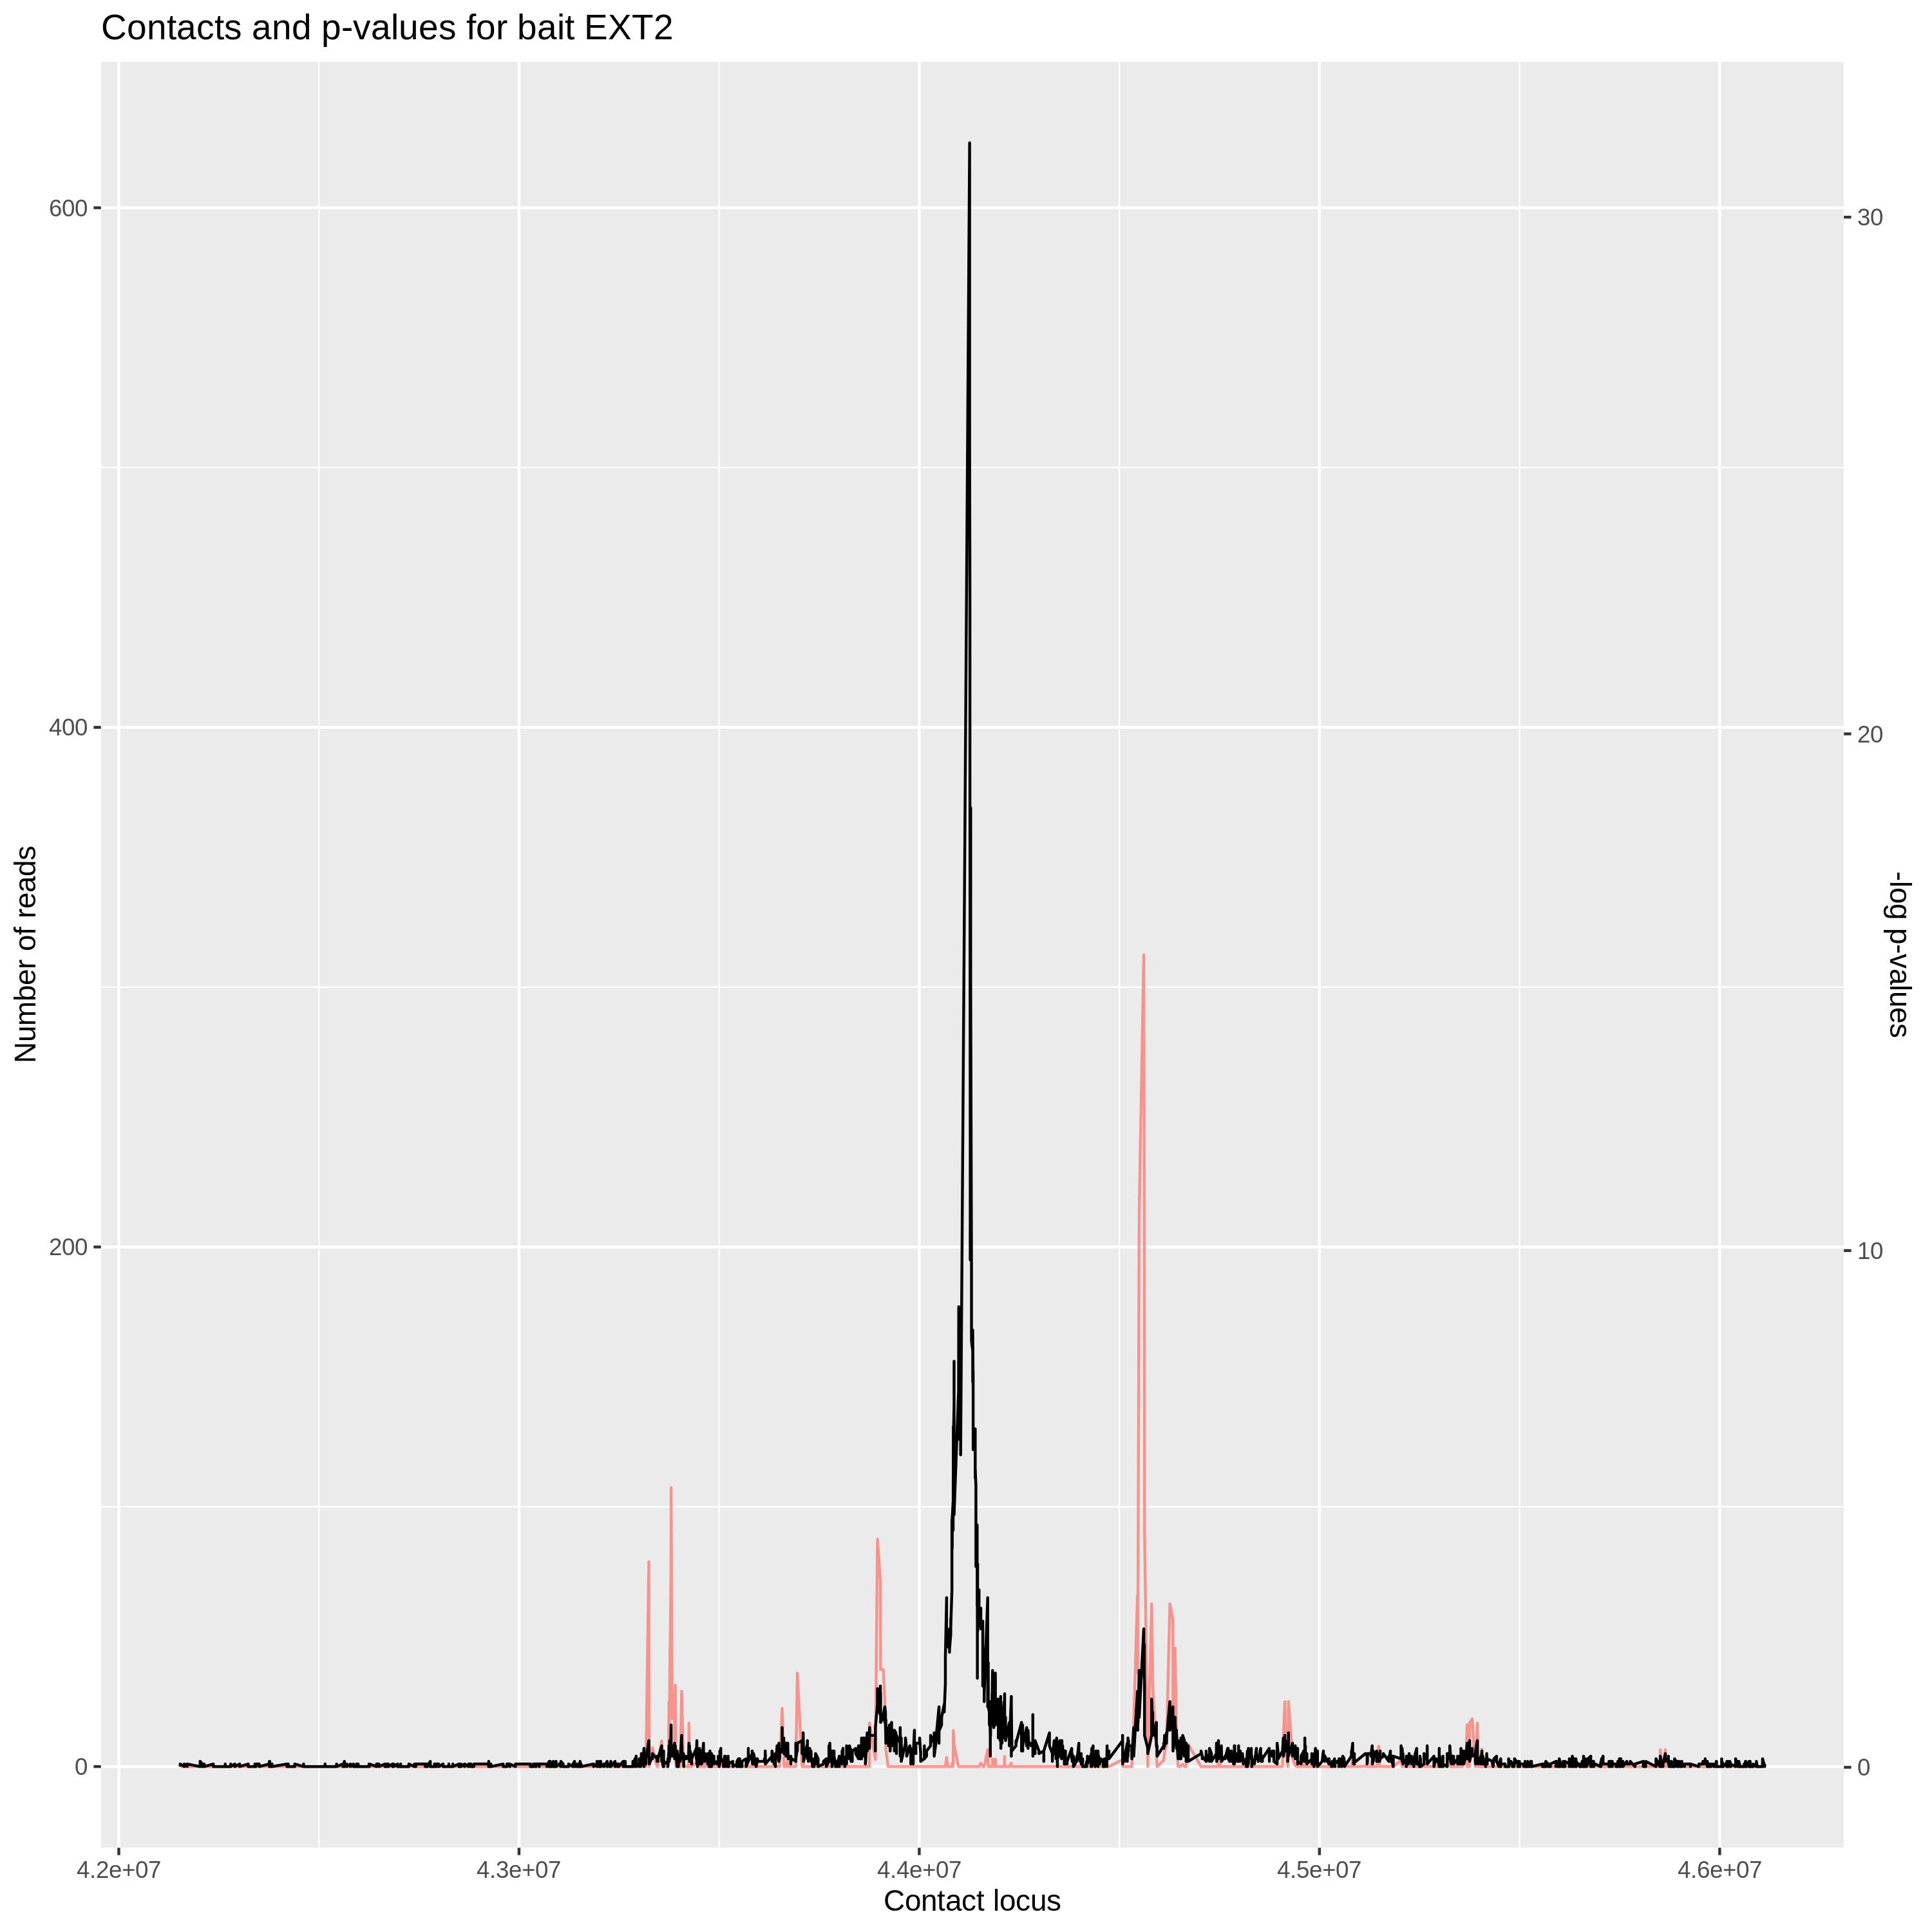 Contacts and p-values for bait EXT2
600
400
200
0
Number of reads
30
20
10
0
-log p-values
4.2e+07
4.3e+07
4.4e+07
4.5e+07
4.6e+07
Contact locus